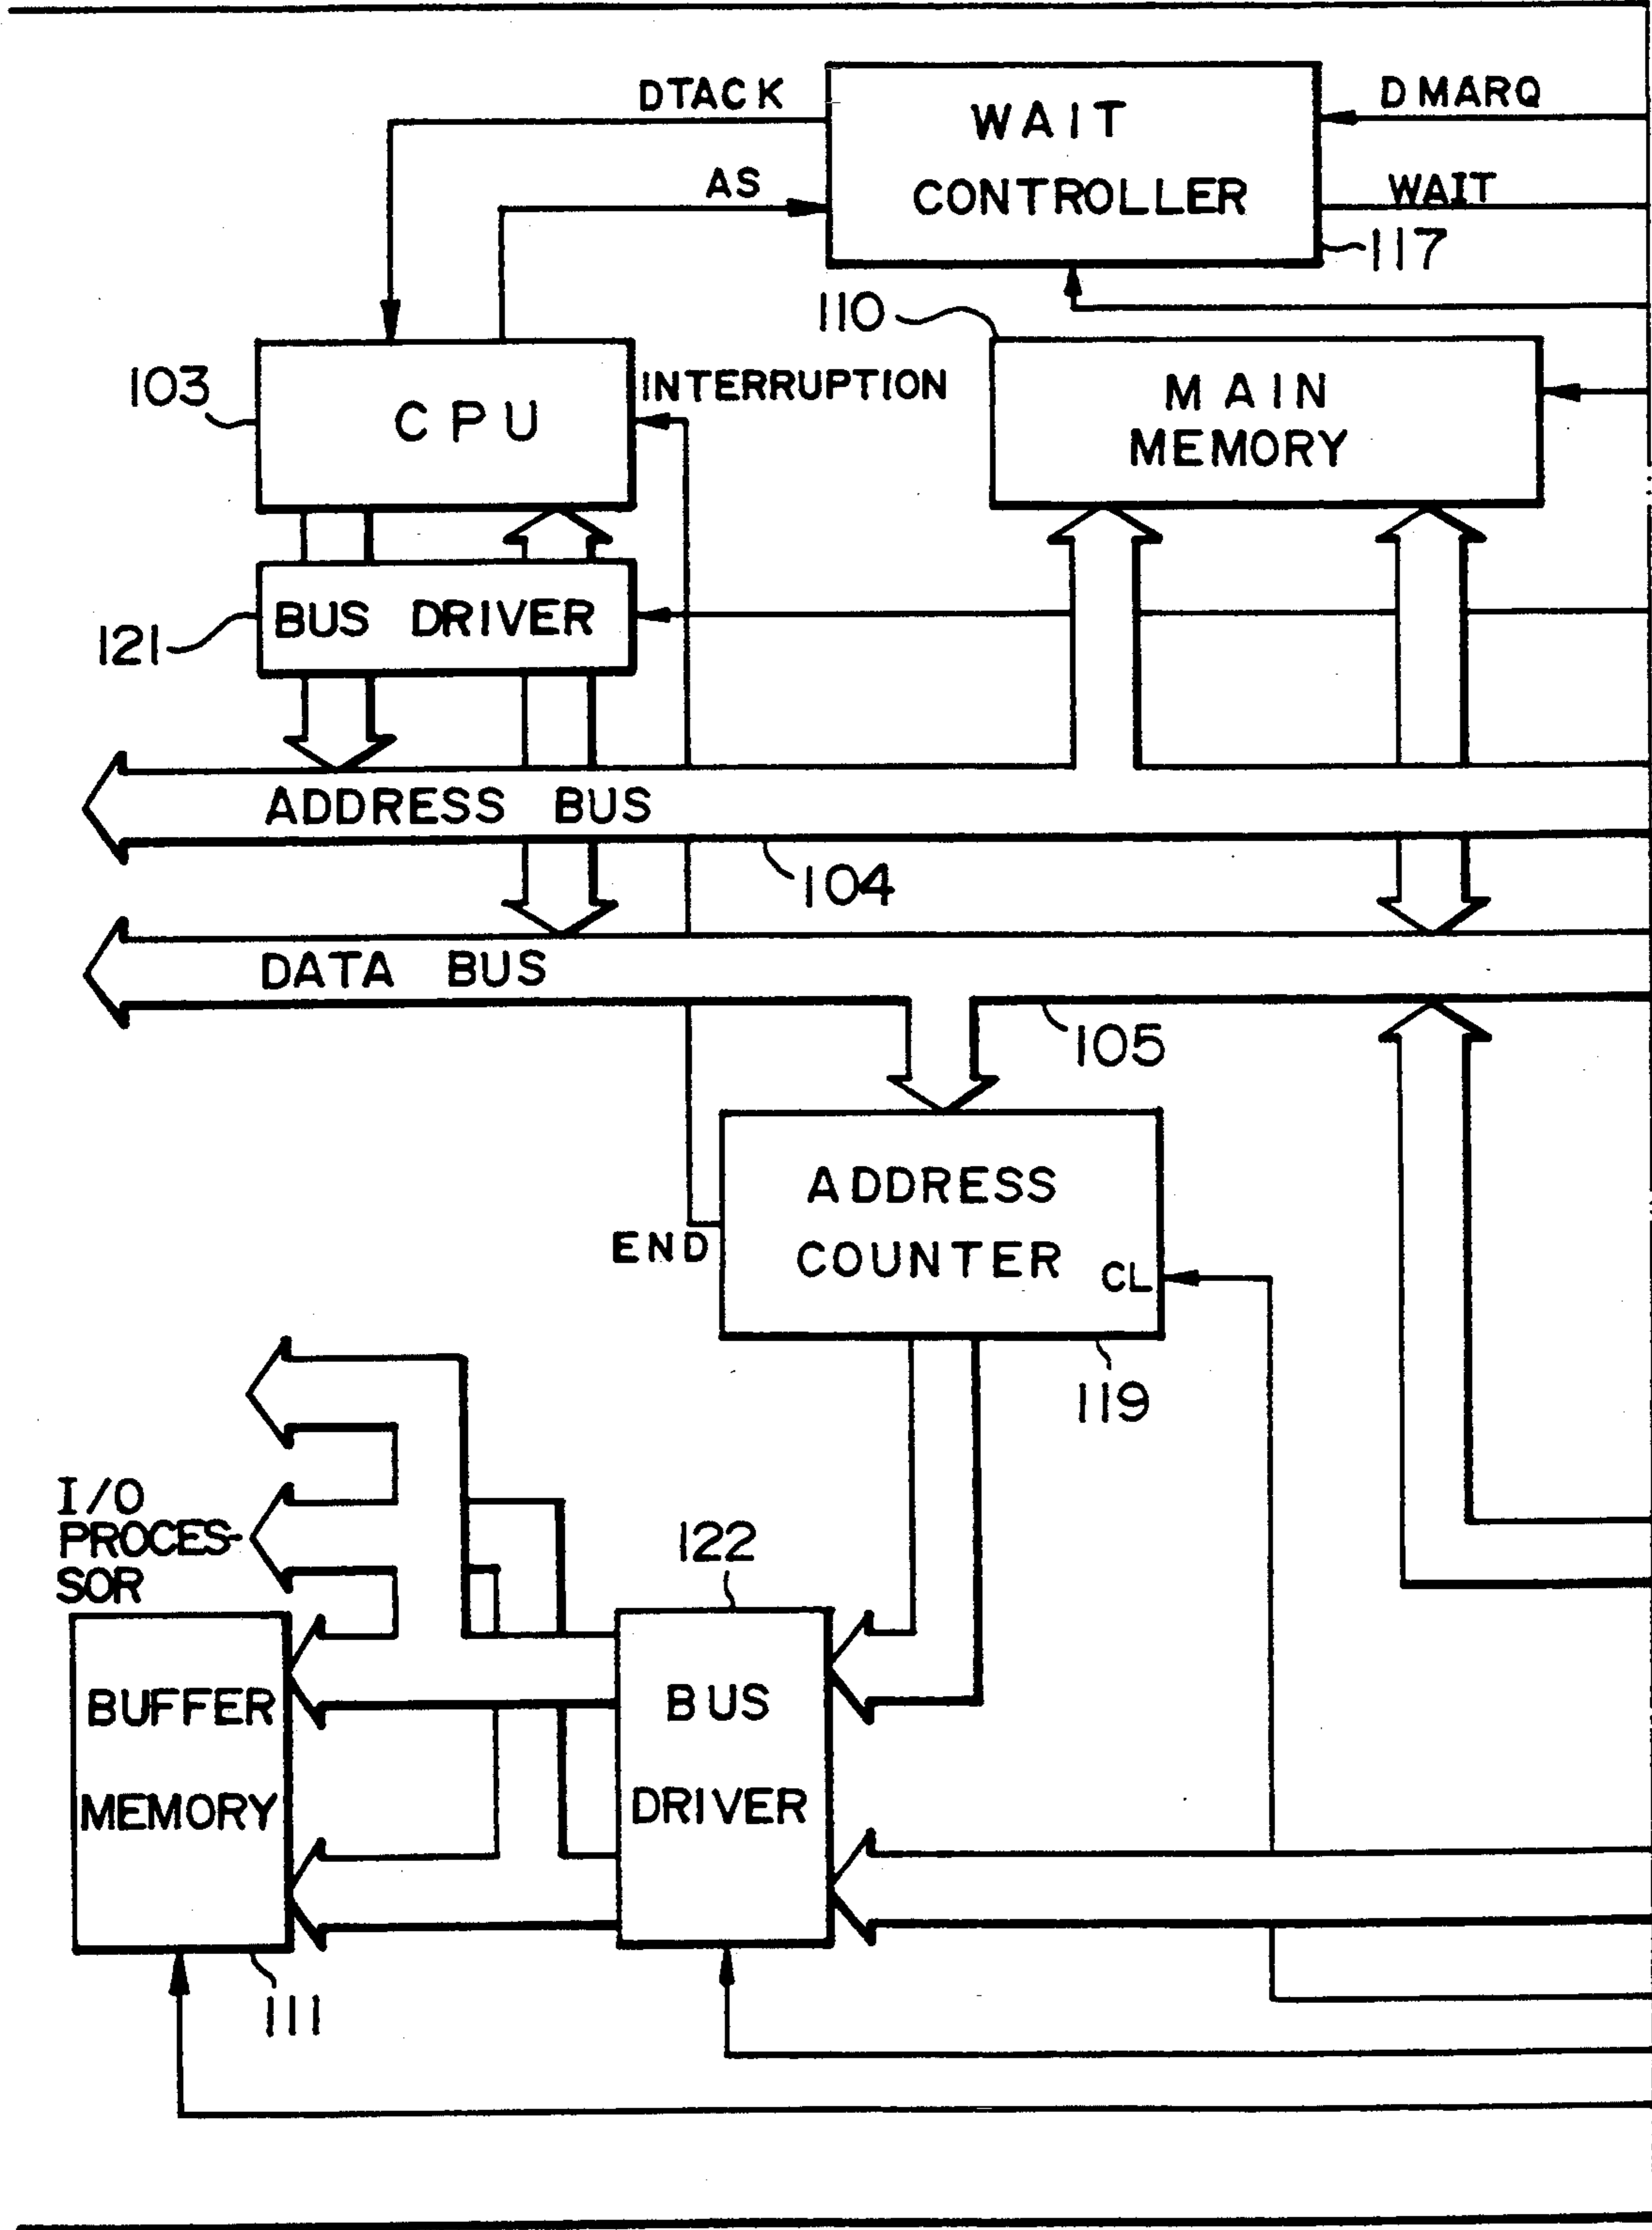 DTACK
WAIT
CONTROLLER
DMARQ
AS
WAIT
117
110
103
CPU
INTERRUPTION
MAIN
MEMORY
121
BUS DRIVER
ADDRESS BUS
104
DATA BUS
105
ADDRESS
COUNTER
END
CL
119
I/O
PROCES-
SOR
122
BUFFER
MEMORY
BUS
DRIVER
111